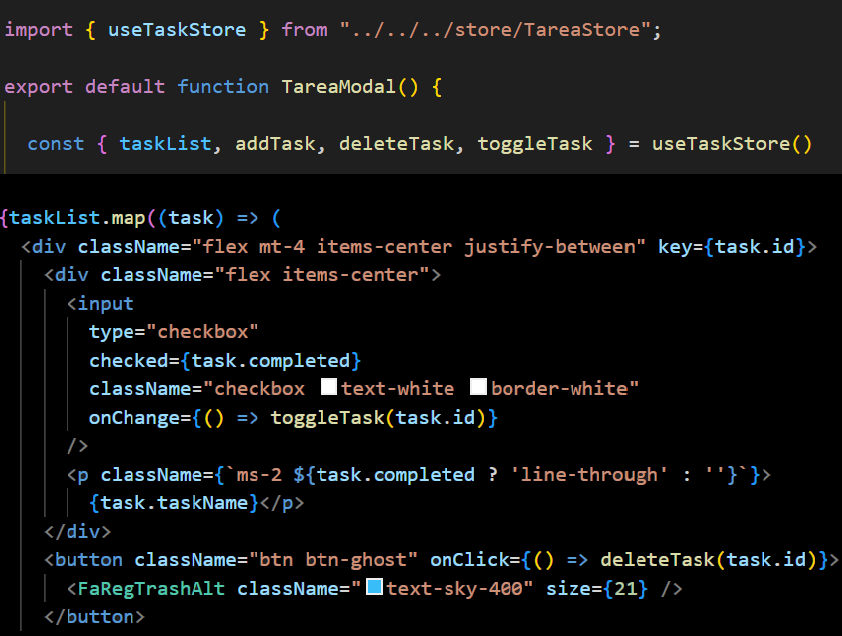 import { useTaskStore } from "../../../store/TareaStore";
export default function TareaModal() {
const { taskList, addTask, deleteTask, toggleTask } = useTaskStore()
{taskList.map((task) => (
<div className="flex mt-4 items-center justify-between" key={task.id}>
<div className="flex items-center">
<input
type="checkbox"
checked={task.completed}
className="checkbox text-white border-white"
onChange={() => toggleTask(task.id)}
/>
<p className={`ms-2 ${task.completed ? 'line-through' : ''}`}>
{task.taskName}</p>
</div>
<button className="btn btn-ghost" onClick={() => deleteTask(task.id)}>
<FaRegTrashAlt className="text-sky-400" size={21} />
</button>